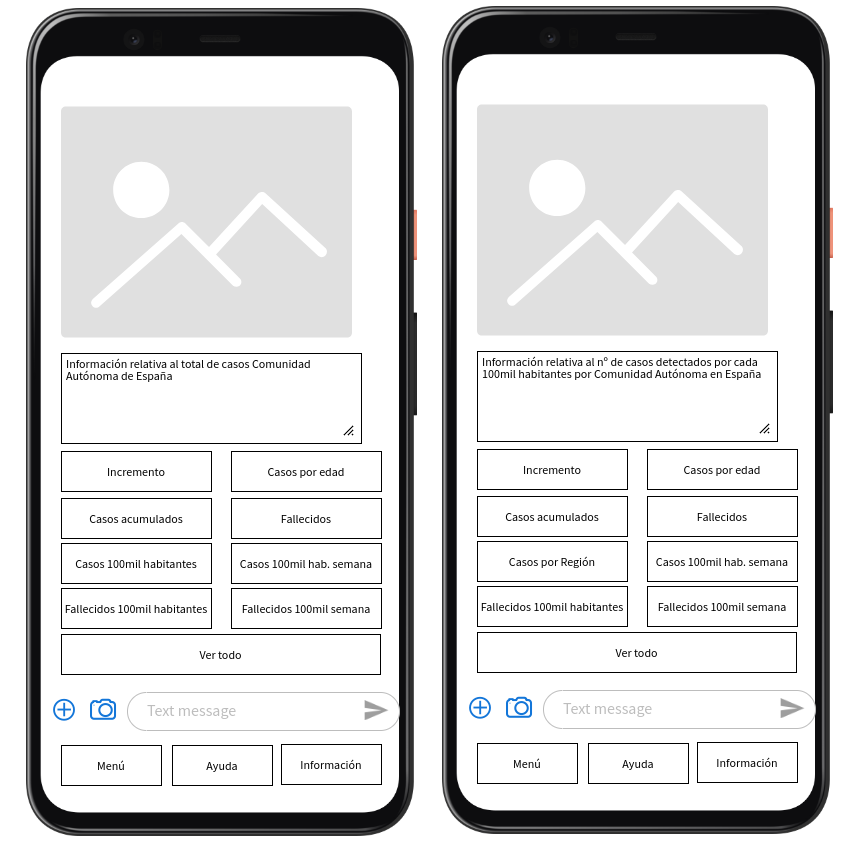 Información relativa al total de casos Comunidad
Autónoma de España
Incremento
Casos por edad
Casos acumulados
Fallecidos
Casos 100mil habitantes
Casos 100mil hab. semana
Fallecidos 100mil habitantes
Fallecidos 100mil semana
Ver todo
Text message
Menú
Ayuda
Información
Información relativa al nº de casos detectados por cada
100mil habitantes por Comunidad Autónoma en España
Incremento
Casos por edad
Casos acumulados
Fallecidos
Casos por Región
Casos 100mil hab. semana
Fallecidos 100mil habitantes
Fallecidos 100mil semana
Ver todo
Text message
Menú
Ayuda
Información